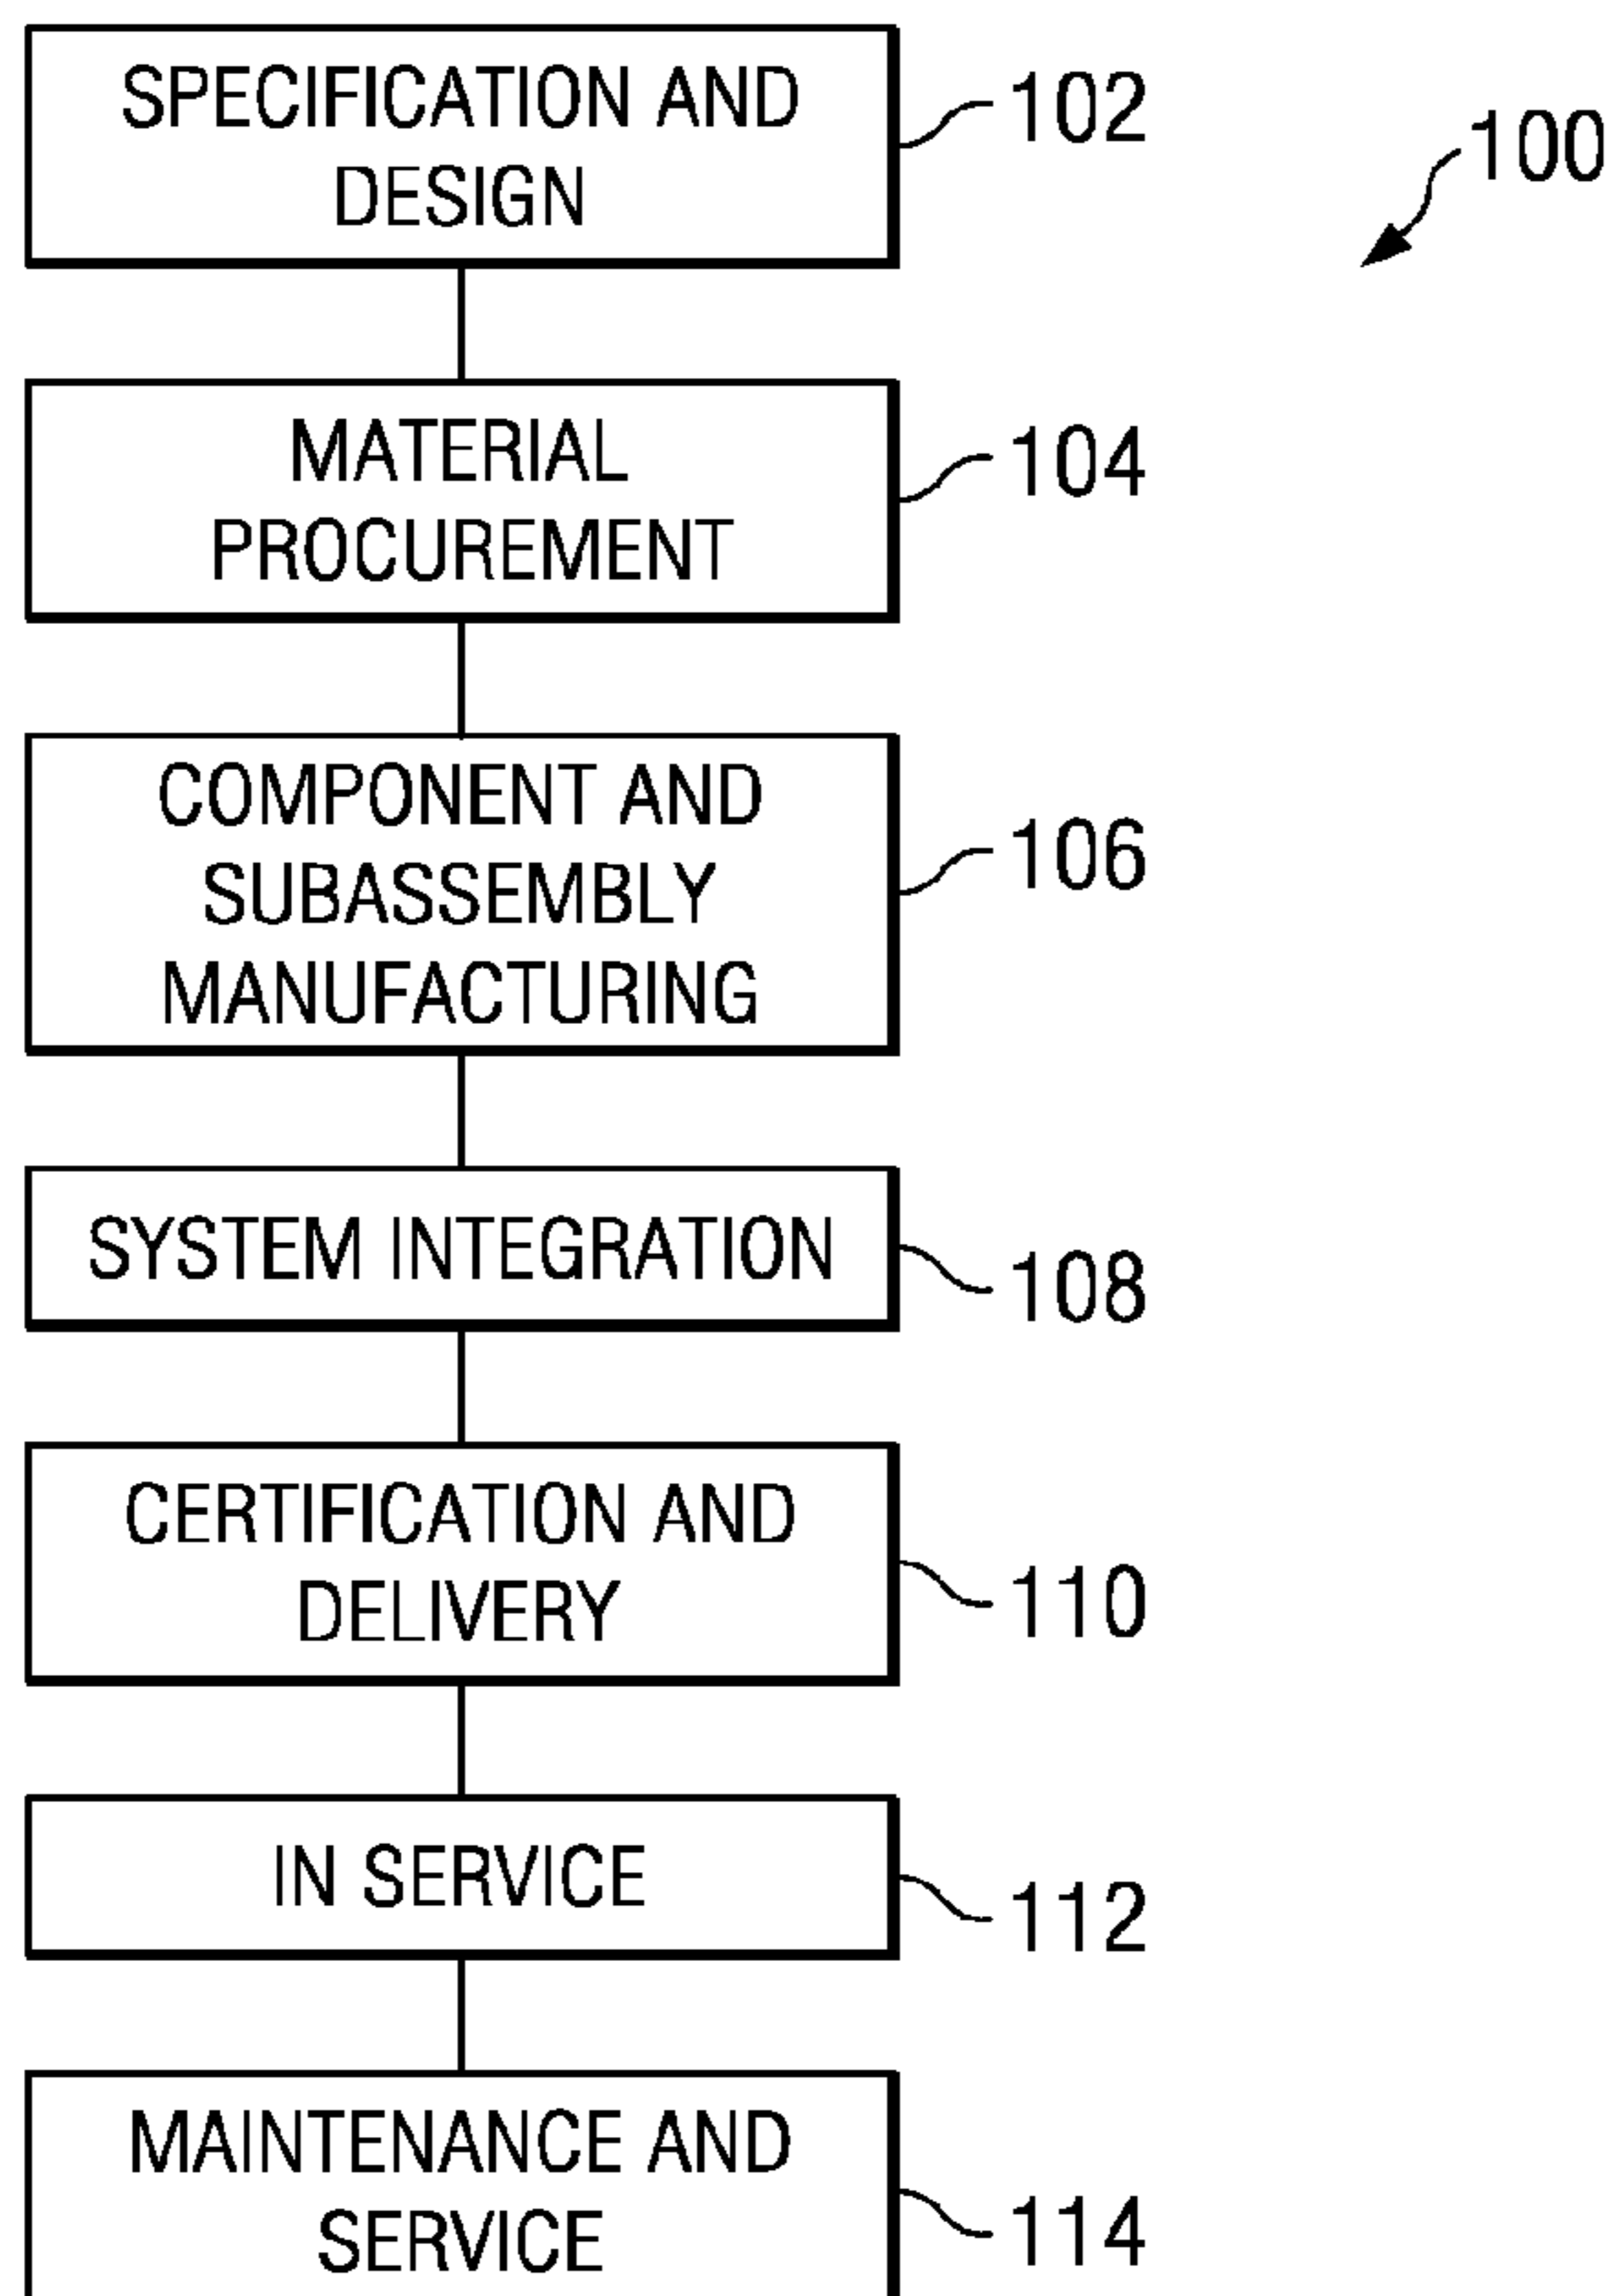 SPECIFICATION AND
DESIGN
102
100
MATERIAL
PROCUREMENT
104
COMPONENT AND
SUBASSEMBLY
MANUFACTURING
106
SYSTEM INTEGRATION
108
CERTIFICATION AND
DELIVERY
110
IN SERVICE
112
MAINTENANCE AND
SERVICE
114